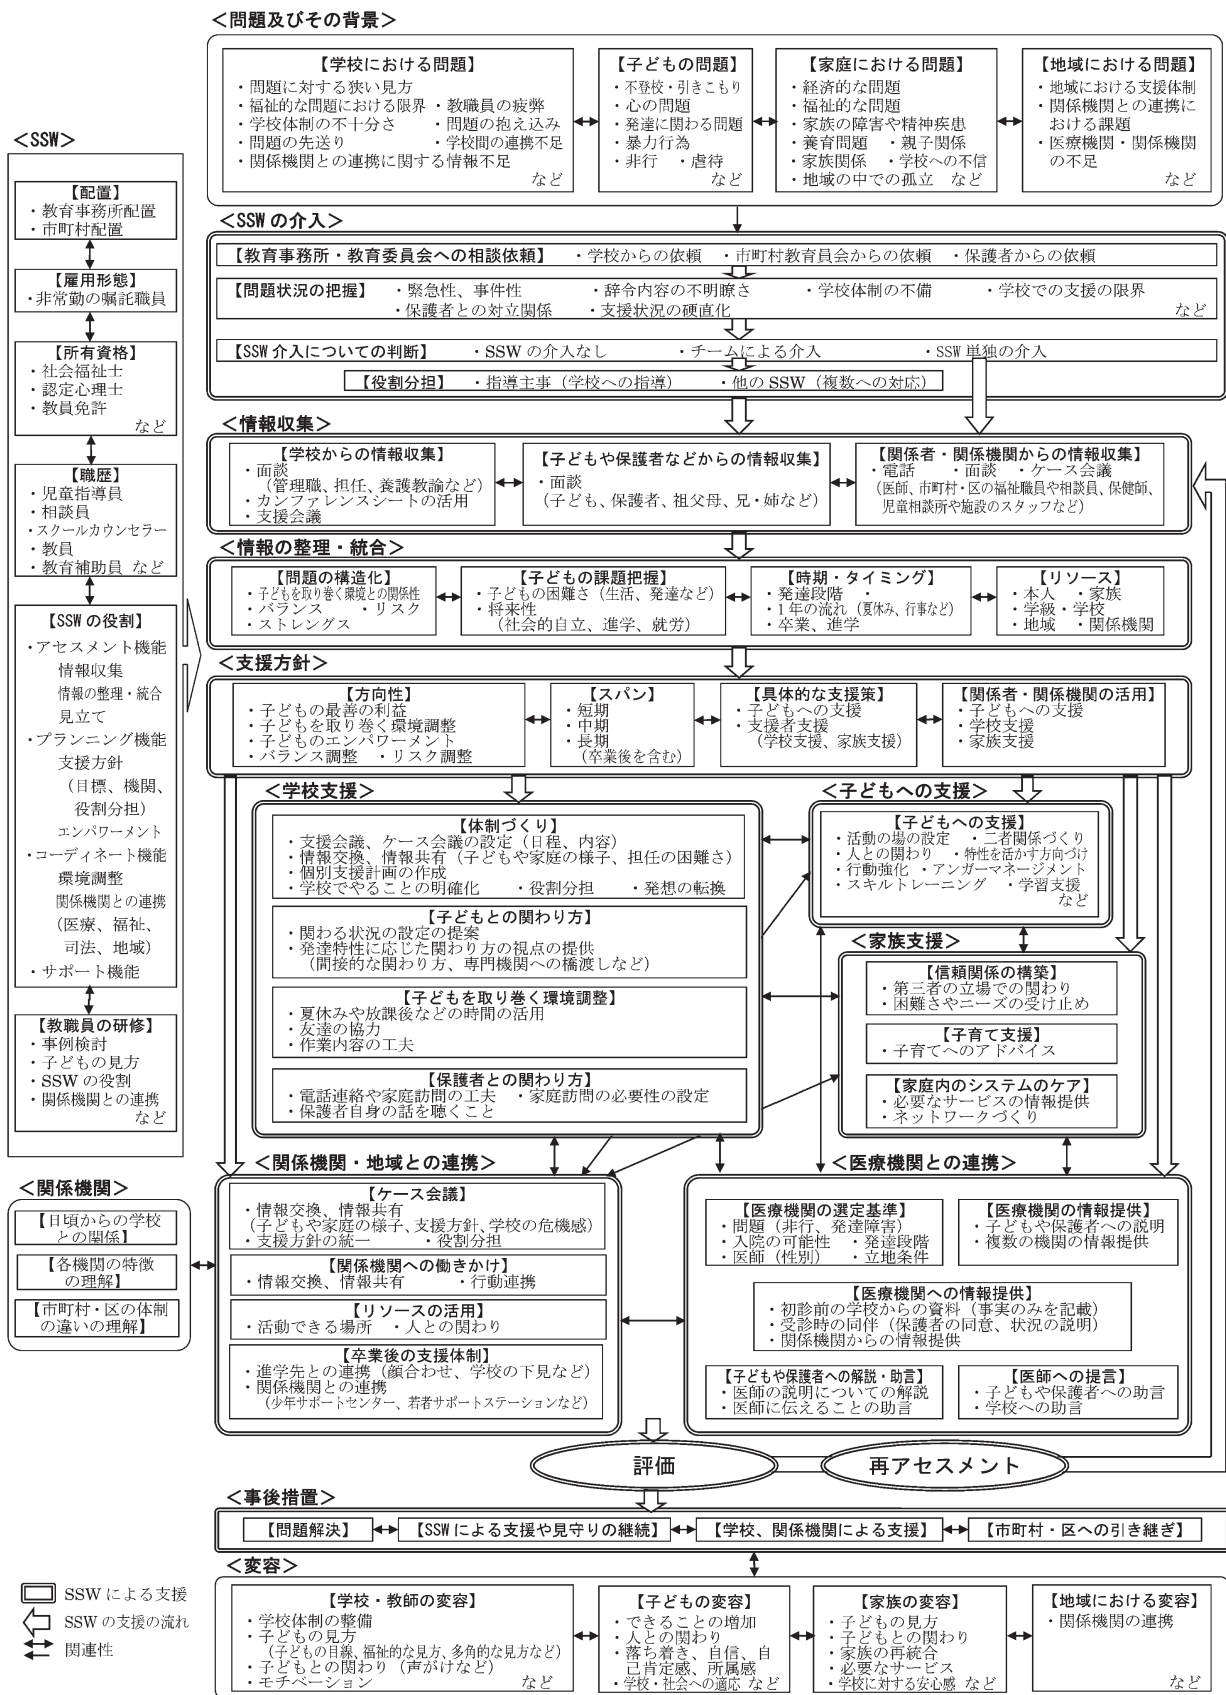 ＜問題及びその背景＞
【学校における問題】
・問題に対する狭い見方
・福祉的な問題における限界 ・教職員の疲弊
・学校体制の不十分さ ・問題の抱え込み
・問題の先送り ・学校間の連携不足
・関係機関との連携に関する情報不足
など
【子どもの問題】
・不登校・引きこもり
・心の問題
・発達に関わる問題
・暴力行為
・非行 ・虐待
など
【家庭における問題】
・経済的な問題
・福祉的な問題
・家族の障害や精神疾患
・養育問題 ・親子関係
・家族関係 ・学校への不信
・地域の中での孤立 など
【地域における問題】
・地域における支援体制
・関係機関との連携に
おける課題
・医療機関・関係機関
の不足
など
＜SSW＞
【配置】
・教育事務所配置
・市町村配置
【雇用形態】
・非常勤の嘱託職員
【所有資格】
・社会福祉士
・認定心理士
・教員免許
など
【職歴】
・児童指導員
・相談員
・スクールカウンセラー
・教員
・教育補助員 など
【SSW の役割】
・アセスメント機能
情報収集
情報の整理・統合
見立て
・プランニング機能
支援方針
（目標、機関、
役割分担）
エンパワーメント
・コーディネート機能
環境調整
関係機関との連携
（医療、福祉、
司法、地域）
・サポート機能
【教職員の研修】
・事例検討
・子どもの見方
・SSW の役割
・関係機関との連携
など
＜関係機関＞
【日頃からの学校
との関係】
【各機関の特徴
の理解】
【市町村・区の体制
の違いの理解】
＜SSW の介入＞
【教育事務所・教育委員会への相談依頼】 ・学校からの依頼 ・市町村教育員会からの依頼 ・保護者からの依頼
【問題状況の把握】 ・緊急性、事件性 ・辞令内容の不明瞭さ ・学校体制の不備 ・学校での支援の限界
・保護者との対立関係 ・支援状況の硬直化 など
【SSW 介入についての判断】 ・SSW の介入なし ・チームによる介入 ・SSW 単独の介入
【役割分担】 ・指導主事（学校への指導） ・他の SSW（複数への対応）
＜情報収集＞
【学校からの情報収集】
・面談
（管理職、担任、養護教諭など）
・カンファレンスシートの活用
・支援会議
【子どもや保護者などからの情報収集】
・面談
（子ども、保護者、祖父母、兄・姉など）
【関係者・関係機関からの情報収集】
・電話 ・面談 ・ケース会議
（医師、市町村・区の福祉職員や相談員、保健師、
児童相談所や施設のスタッフなど）
＜情報の整理・統合＞
【問題の構造化】
・子どもを取り巻く環境との関係性
・バランス ・リスク
・ストレングス
【子どもの課題把握】
・子どもの困難さ（生活、発達など）
・将来性
（社会的自立、進学、就労）
【時期・タイミング】
・発達段階 ・
・1年の流れ（夏休み、行事など）
・卒業、進学
【リソース】
・本人 ・家族
・学級・学校
・地域 ・関係機関
＜支援方針＞
【方向性】
・子どもの最善の利益
・子どもを取り巻く環境調整
・子どものエンパワーメント
・バランス調整 ・リスク調整
【スパン】
・短期
・中期
・長期
（卒業後を含む）
【具体的な支援策】
・子どもへの支援
・支援者支援
（学校支援、家族支援）
【関係者・関係機関の活用】
・子どもへの支援
・学校支援
・家族支援
＜学校支援＞
【体制づくり】
・支援会議、ケース会議の設定（日程、内容）
・情報交換、情報共有（子どもや家庭の様子、担任の困難さ）
・個別支援計画の作成
・学校でやることの明確化 ・役割分担 ・発想の転換
【子どもとの関わり方】
・関わる状況の設定の提案
・発達特性に応じた関わり方の視点の提供
（間接的な関わり方、専門機関への橋渡しなど）
【子どもを取り巻く環境調整】
・夏休みや放課後などの時間の活用
・友達の協力
・作業内容の工夫
【保護者との関わり方】
・電話連絡や家庭訪問の工夫 ・家庭訪問の必要性の設定
・保護者自身の話を聴くこと
＜子どもへの支援＞
【子どもへの支援】
・活動の場の設定 ・二者関係づくり
・人との関わり ・特性を活かす方向づけ
・行動強化 ・アンガーマネージメント
・スキルトレーニング ・学習支援
など
＜家族支援＞
【信頼関係の構築】
・第三者の立場での関わり
・困難さやニーズの受け止め
【子育て支援】
・子育てへのアドバイス
【家庭内のシステムのケア】
・必要なサービスの情報提供
・ネットワークづくり
＜関係機関・地域との連携＞
【ケース会議】
・情報交換、情報共有
（子どもや家庭の様子、支援方針、学校の危機感）
・支援方針の統一 ・役割分担
【関係機関への働きかけ】
・情報交換、情報共有 ・行動連携
【リソースの活用】
・活動できる場所 ・人との関わり
【卒業後の支援体制】
・進学先との連携（顔合わせ、学校の下見など）
・関係機関との連携
（少年サポートセンター、若者サポートステーションなど）
＜医療機関との連携＞
【医療機関の選定基準】
・問題（非行、発達障害）
・入院の可能性 ・発達段階
・医師（性別） ・立地条件
【医療機関の情報提供】
・子どもや保護者への説明
・複数の機関の情報提供
【医療機関への情報提供】
・初診前の学校からの資料（事実のみを記載）
・受診時の同伴（保護者の同意、状況の説明）
・関係機関からの情報提供
【子どもや保護者への解説・助言】
・医師の説明についての解説
・医師に伝えることの助言
【医師への提言】
・子どもや保護者への助言
・学校への助言
評価
再アセスメント
＜事後措置＞
【問題解決】
【SSW による支援や見守りの継続】
【学校、関係機関による支援】
【市町村・区への引き継ぎ】
＜変容＞
【学校・教師の変容】
・学校体制の整備
・子どもの見方
（子どもの目線、福祉的な見方、多角的な見方など）
・子どもとの関わり（声がけなど）
・モチベーション など
【子どもの変容】
・できることの増加
・人との関わり
・落ち着き、自信、自
己肯定感、所属感
・学校・社会への適応 など
【家族の変容】
・子どもの見方
・子どもとの関わり
・家族の再統合
・必要なサービス
・学校に対する安心感 など
【地域における変容】
・関係機関の連携
など
SSW による支援
SSW の支援の流れ
関連性